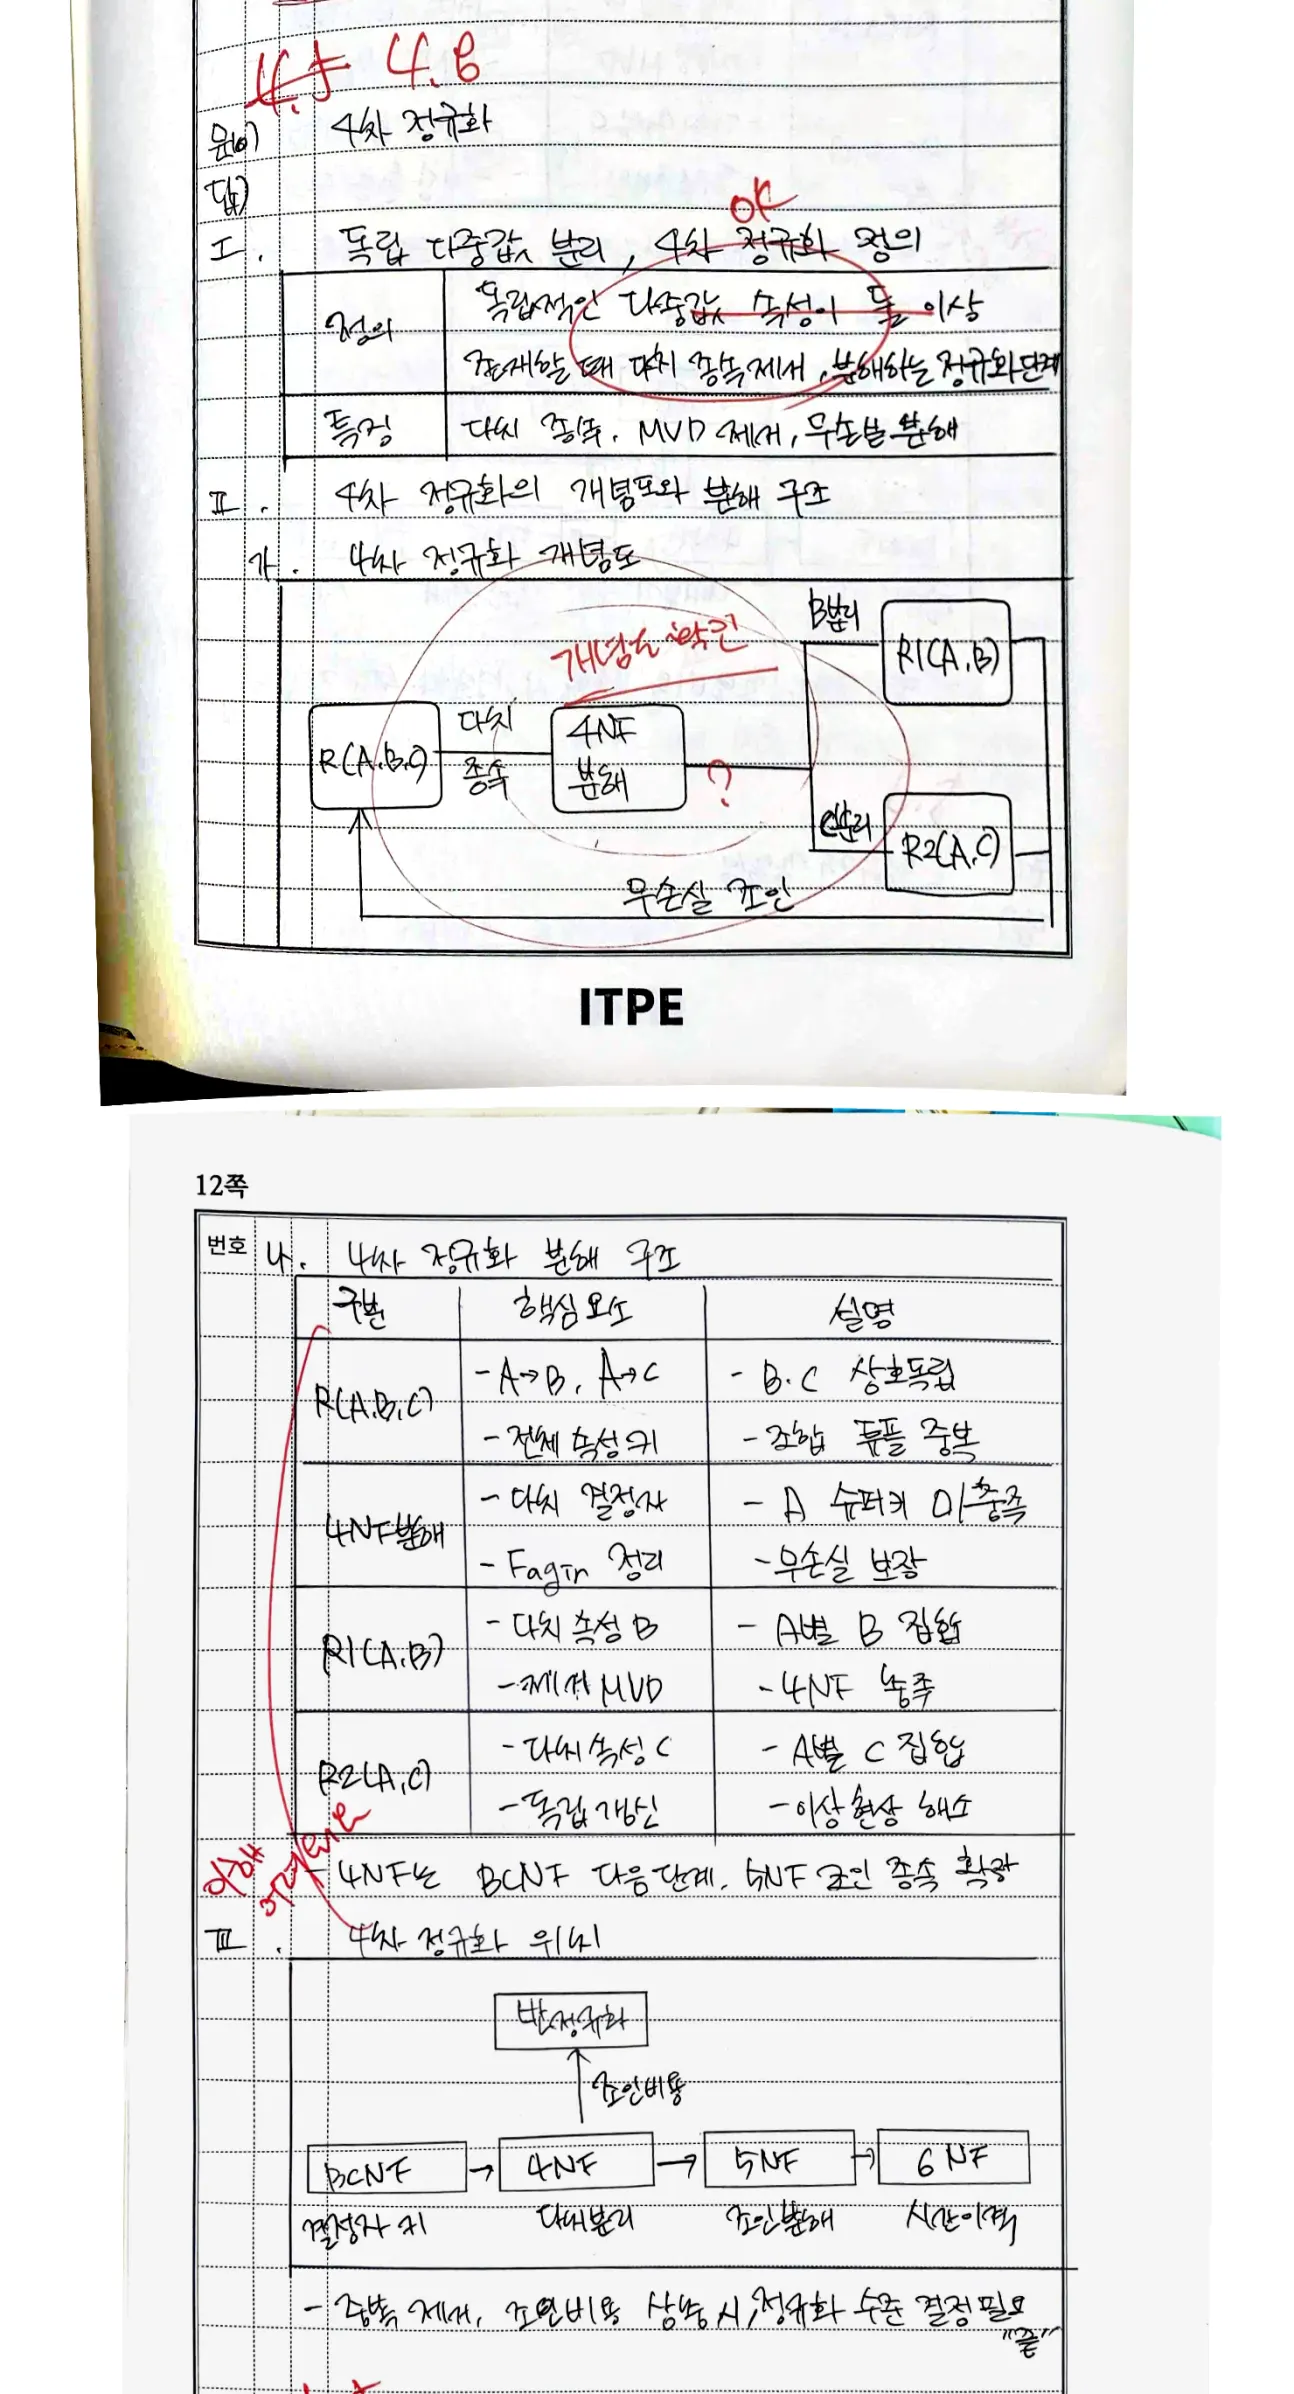 4.5 4.6
문10) 4차 정규화
답)
OK
I. 독립 다중값 분리, 4차 정규화 정의
정의 독립적인 다중값 속성이 둘 이상
존재할 때 다치 종속 제거, 분해하는 정규화단계
특징 다치 종속, MVD 제거, 무손실 분해
II. 4차 정규화의 개념도와 분해 구조
가. 4차 정규화 개념도
개념도 확인
B분리
R1(A,B)
R(A,B,C) 다치 종속 4NF 분해 ?
C분리
R2(A,C)
무손실 조인
ITPE
12쪽
번호 나. 4차 정규화 분해 구조
구분 핵심요소 설명
R(A,B,C) -A→B, A→C -B.C 상호독립
-전체 속성 키 -조합 튜플 중복
4NF분해 -다치 결정자 -A 슈퍼키 미충족
-Fagin 정리 -무손실 보장
R1(A,B) -다치 속성 B -A별 B 집합
-제거 MVD -4NF 충족
R2(A,C) -다치속성 C -A별 C 집합
-독립 갱신 -이상현상 해소
이해
-4NF는 BCNF 다음단계, 5NF 조인 종속 확장
III. 4차 정규화 위치
반정규화
조인비용
BCNF → 4NF → 5NF → 6NF
결정자 키 다치분리 조인분해 시간이력
-중복 제거, 조인비용 상승 시, 정규화 수준 결정 필요
"끝"